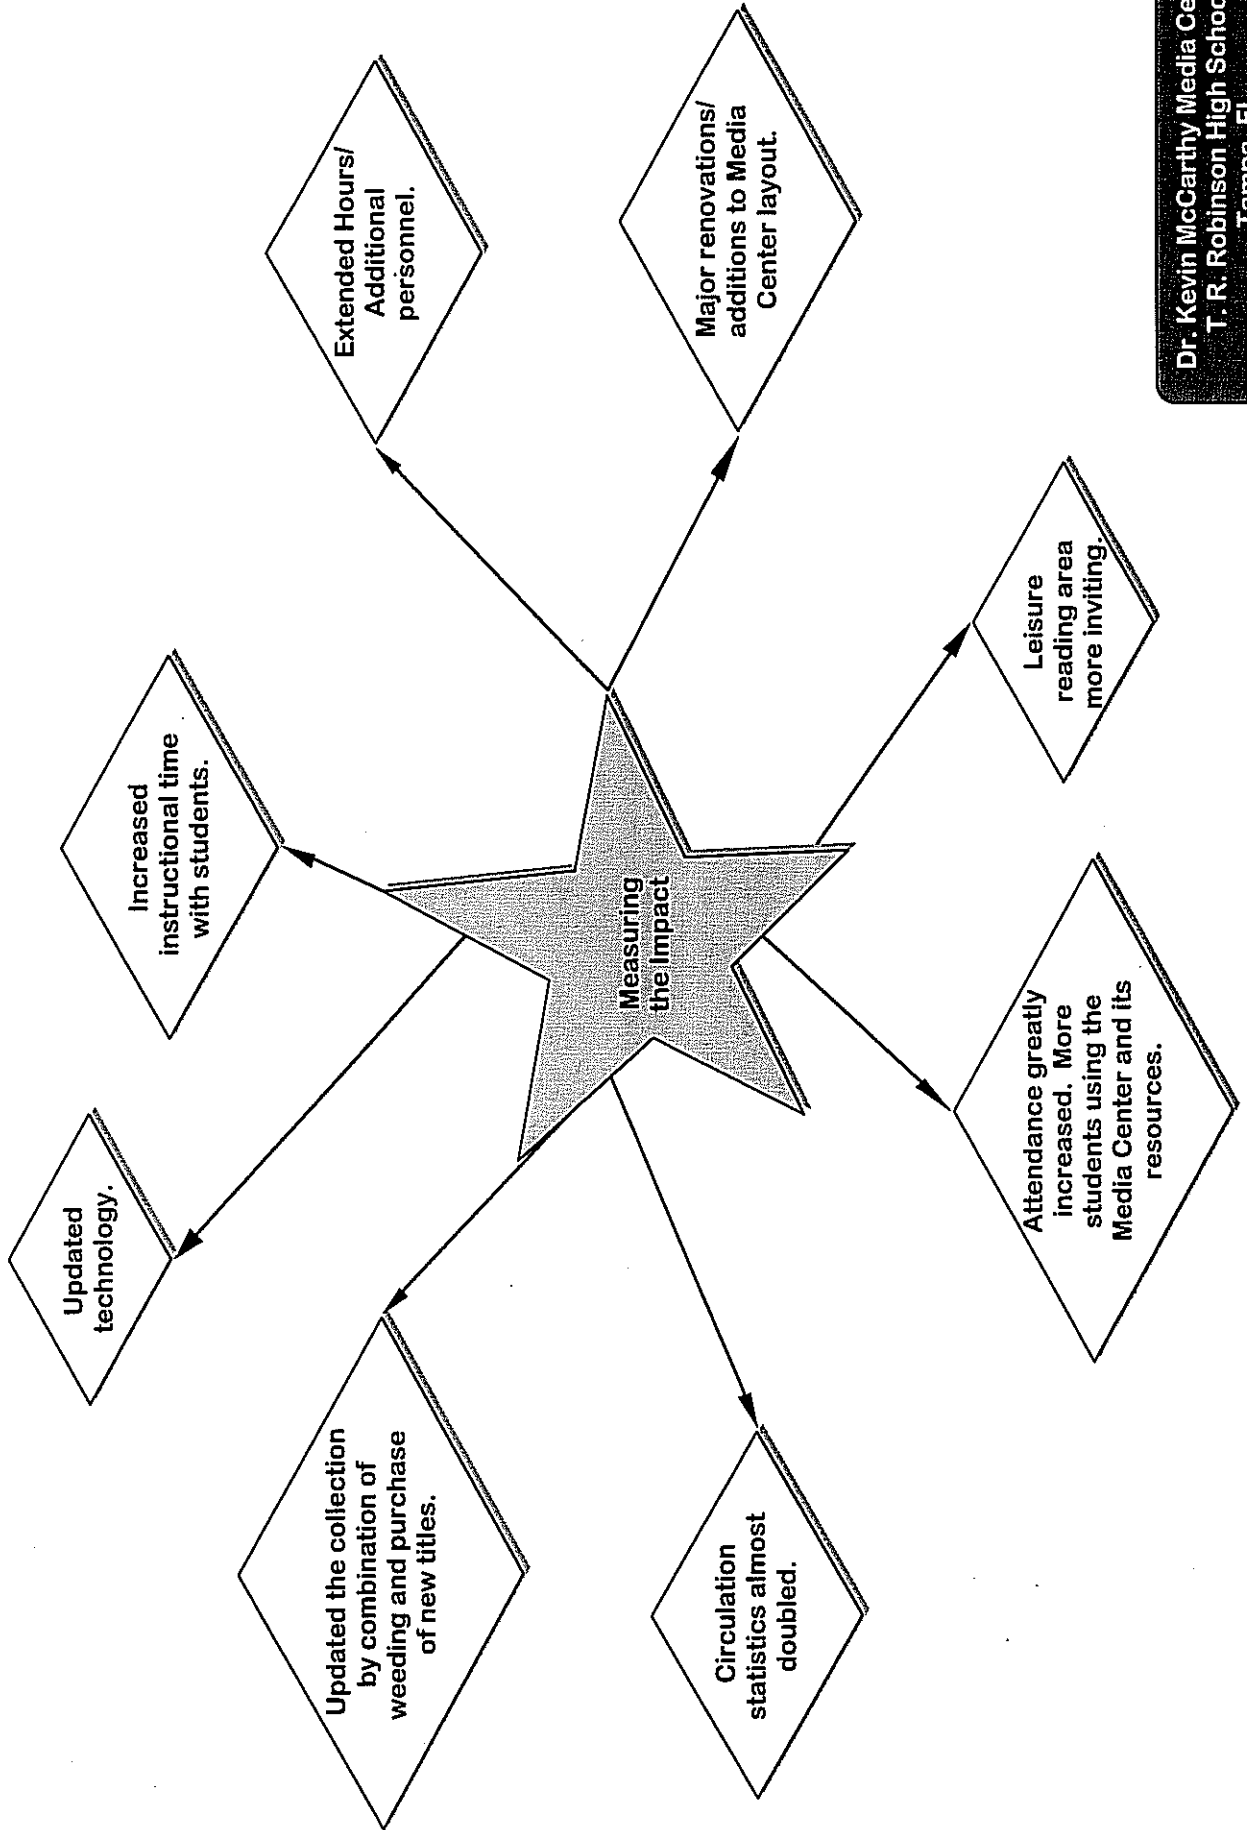 Updated
technology.
Increased
instructional time
with students.
Extended Hours/
Additional
personnel.
Updated the collection
by combination of
weeding and purchase
of new titles.
Measuring
the Impact
Major renovations/
additions to Media
Center layout.
Circulation
statistics almost
doubled.
Attendance greatly
increased. More
students using the
Media Center and its
resources.
Leisure
reading area
more inviting.
Dr. Kevin McCarthy Media
T. R. Robinson High